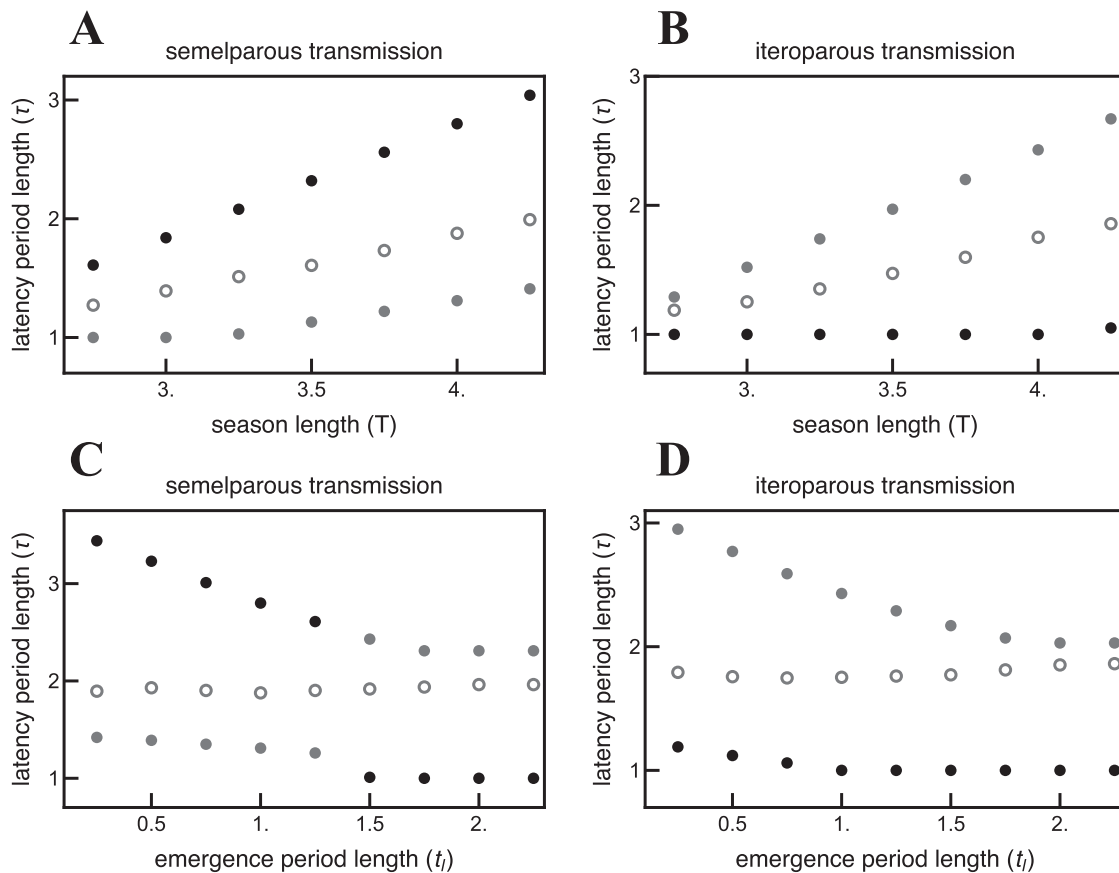 A
semelparous transmission
latency period length (τ)
3
2
1
3.
3.5
4.
season length (T)
B
iteroparous transmission
latency period length (τ)
3
2
1
3.
3.5
4.
season length (T)
C
semelparous transmission
latency period length (τ)
3
2
1
0.5
1.
1.5
2.
emergence period length (tₗ)
D
iteroparous transmission
latency period length (τ)
3
2
1
0.5
1.
1.5
2.
emergence period length (tₗ)